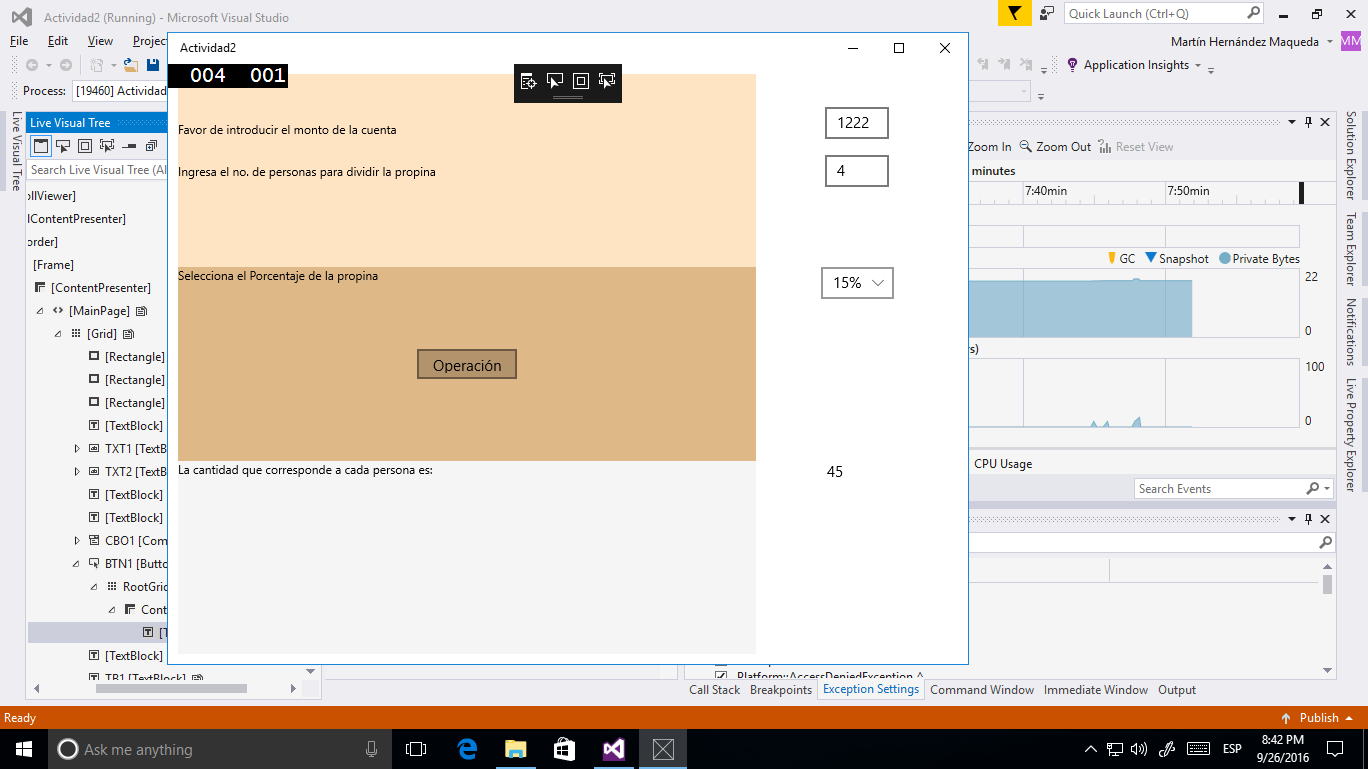 Actividad2 (Running) - Microsoft Visual Studio
Quick Launch (Ctrl+Q)
File Edit View Project
Martín Hernández Maqueda MM
Application Insights
Process: [19460] Actividad
Actividad2
004 001
Favor de introducir el monto de la cuenta
1222
Ingresa el no. de personas para dividir la propina
4
Selecciona el Porcentaje de la propina
15%
Operación
La cantidad que corresponde a cada persona es:
45
Live Visual Tree
Live Visual Tree
Search Live Visual Tree (Al
ollViewer]
lContentPresenter]
order]
[Frame]
[ContentPresenter]
[MainPage]
[Grid]
[Rectangle]
[Rectangle]
[Rectangle]
[TextBlock]
TXT1 [TextB
TXT2 [TextB
[TextBlock]
[TextBlock]
CBO1 [Com
BTN1 [Butto
RootGrid
Cont
[T
[TextBlock]
TB1 [TextBlock]
Zoom In Zoom Out Reset View
minutes
7:40min 7:50min
GC Snapshot Private Bytes
22
0
s)
100
0
CPU Usage
Search Events
Platform::AccessDeniedException ^
Call Stack Breakpoints Exception Settings Command Window Immediate Window Output
Solution Explorer
Team Explorer
Notifications
Live Property Explorer
Ready
Publish
Ask me anything
ESP
8:42 PM
9/26/2016